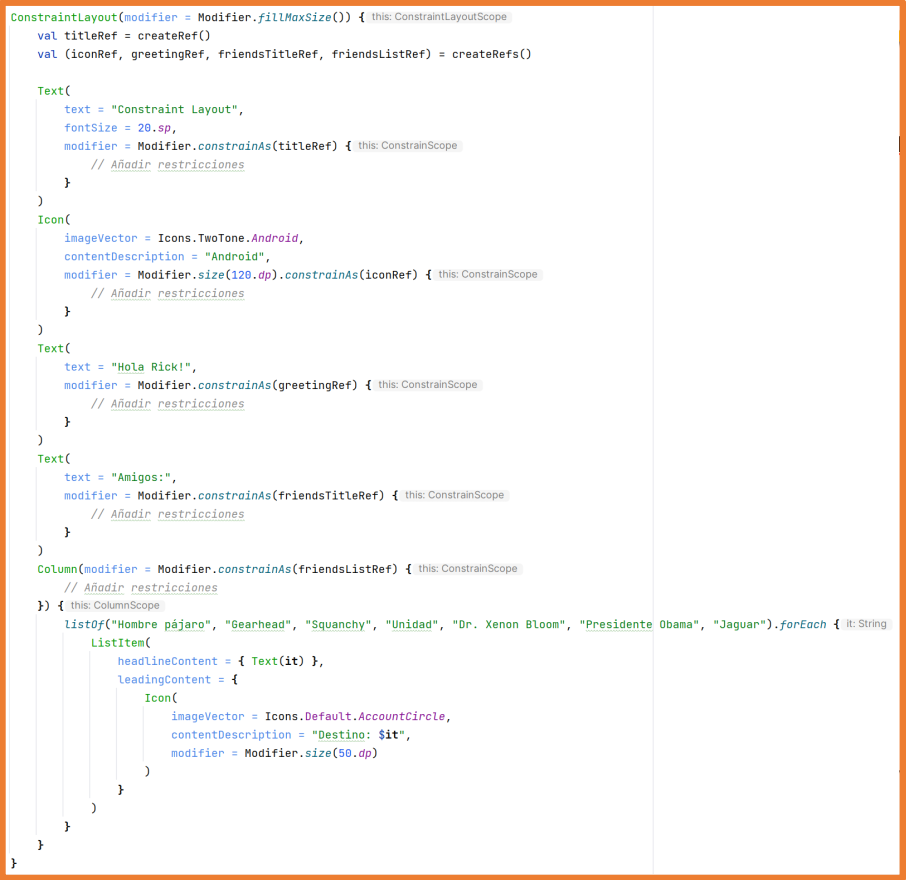 ConstraintLayout(modifier = Modifier.fillMaxSize()) { this: ConstraintLayoutScope
    val titleRef = createRef()
    val (iconRef, greetingRef, friendsTitleRef, friendsListRef) = createRefs()

    Text(
        text = "Constraint Layout",
        fontSize = 20.sp,
        modifier = Modifier.constrainAs(titleRef) { this: ConstrainScope
            // Añadir restricciones
        }
    )
    Icon(
        imageVector = Icons.TwoTone.Android,
        contentDescription = "Android",
        modifier = Modifier.size(120.dp).constrainAs(iconRef) { this: ConstrainScope
            // Añadir restricciones
        }
    )
    Text(
        text = "Hola Rick!",
        modifier = Modifier.constrainAs(greetingRef) { this: ConstrainScope
            // Añadir restricciones
        }
    )
    Text(
        text = "Amigos:",
        modifier = Modifier.constrainAs(friendsTitleRef) { this: ConstrainScope
            // Añadir restricciones
        }
    )
    Column(modifier = Modifier.constrainAs(friendsListRef) { this: ConstrainScope
        // Añadir restricciones
    }) { this: ColumnScope
        listOf("Hombre pájaro", "Gearhead", "Squanchy", "Unidad", "Dr. Xenon Bloom", "Presidente Obama", "Jaguar").forEach { it: String
            ListItem(
                headlineContent = { Text(it) },
                leadingContent = {
                    Icon(
                        imageVector = Icons.Default.AccountCircle,
                        contentDescription = "Destino: $it",
                        modifier = Modifier.size(50.dp)
                    )
                }
            )
        }
    }
}